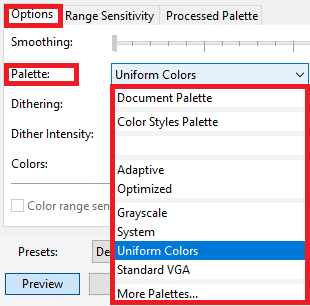 Options Range Sensitivity Processed Palette
Smoothing:
Palette: Uniform Colors
Document Palette
Dithering:
Color Styles Palette
Dither Intensity:
Colors:
Adaptive
Optimized
Color range sen
Grayscale
System
Presets: De
Uniform Colors
Preview
Standard VGA
More Palettes...